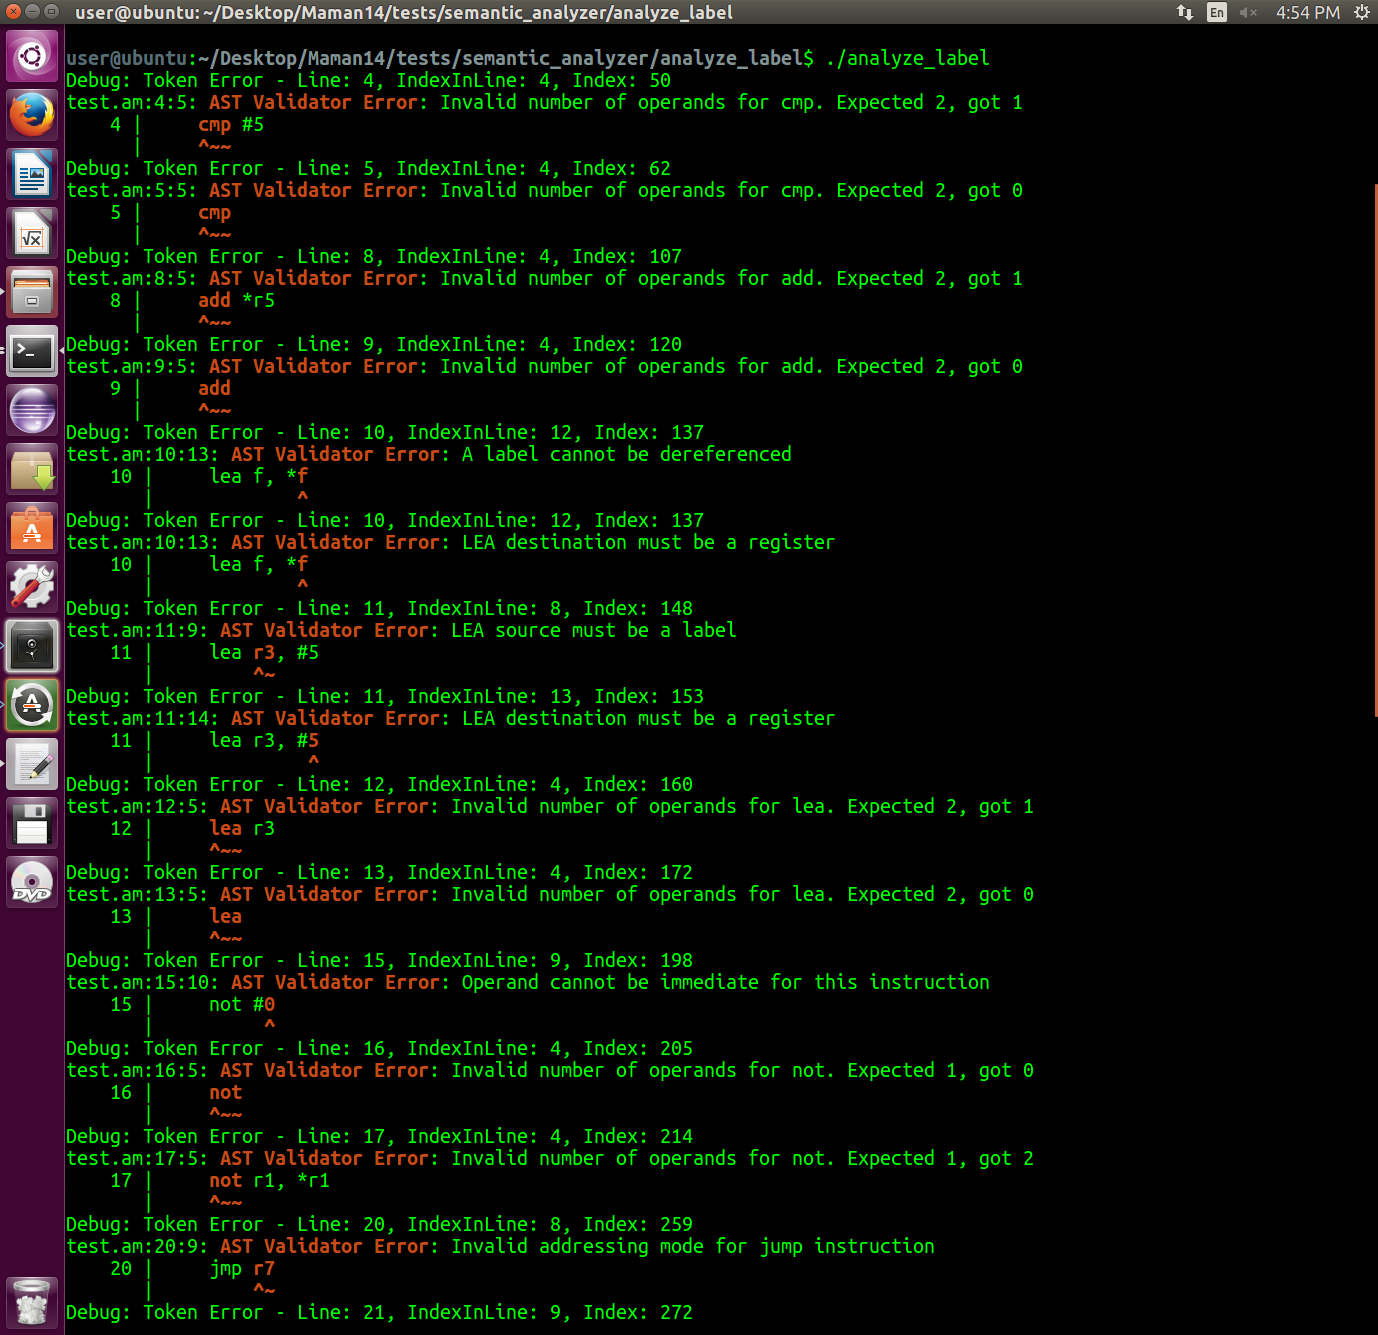 user@ubuntu: ~/Desktop/Maman14/tests/semantic_analyzer/analyze_label
En
4:54 PM
user@ubuntu:~/Desktop/Maman14/tests/semantic_analyzer/analyze_label$ ./analyze_label
Debug: Token Error - Line: 4, IndexInLine: 4, Index: 50
test.am:4:5: AST Validator Error: Invalid number of operands for cmp. Expected 2, got 1
    4 |     cmp #5
      |     ^~~
Debug: Token Error - Line: 5, IndexInLine: 4, Index: 62
test.am:5:5: AST Validator Error: Invalid number of operands for cmp. Expected 2, got 0
    5 |     cmp
      |     ^~~
Debug: Token Error - Line: 8, IndexInLine: 4, Index: 107
test.am:8:5: AST Validator Error: Invalid number of operands for add. Expected 2, got 1
    8 |     add *r5
      |     ^~~
Debug: Token Error - Line: 9, IndexInLine: 4, Index: 120
test.am:9:5: AST Validator Error: Invalid number of operands for add. Expected 2, got 0
    9 |     add
      |     ^~~
Debug: Token Error - Line: 10, IndexInLine: 12, Index: 137
test.am:10:13: AST Validator Error: A label cannot be dereferenced
    10 |     lea f, *f
       |             ^
Debug: Token Error - Line: 10, IndexInLine: 12, Index: 137
test.am:10:13: AST Validator Error: LEA destination must be a register
    10 |     lea f, *f
       |             ^
Debug: Token Error - Line: 11, IndexInLine: 8, Index: 148
test.am:11:9: AST Validator Error: LEA source must be a label
    11 |     lea r3, #5
       |         ^~
Debug: Token Error - Line: 11, IndexInLine: 13, Index: 153
test.am:11:14: AST Validator Error: LEA destination must be a register
    11 |     lea r3, #5
       |              ^
Debug: Token Error - Line: 12, IndexInLine: 4, Index: 160
test.am:12:5: AST Validator Error: Invalid number of operands for lea. Expected 2, got 1
    12 |     lea r3
       |     ^~~
Debug: Token Error - Line: 13, IndexInLine: 4, Index: 172
test.am:13:5: AST Validator Error: Invalid number of operands for lea. Expected 2, got 0
    13 |     lea
       |     ^~~
Debug: Token Error - Line: 15, IndexInLine: 9, Index: 198
test.am:15:10: AST Validator Error: Operand cannot be immediate for this instruction
    15 |     not #0
       |          ^
Debug: Token Error - Line: 16, IndexInLine: 4, Index: 205
test.am:16:5: AST Validator Error: Invalid number of operands for not. Expected 1, got 0
    16 |     not
       |     ^~~
Debug: Token Error - Line: 17, IndexInLine: 4, Index: 214
test.am:17:5: AST Validator Error: Invalid number of operands for not. Expected 1, got 2
    17 |     not r1, *r1
       |     ^~~
Debug: Token Error - Line: 20, IndexInLine: 8, Index: 259
test.am:20:9: AST Validator Error: Invalid addressing mode for jump instruction
    20 |     jmp r7
       |         ^~
Debug: Token Error - Line: 21, IndexInLine: 9, Index: 272
DVD